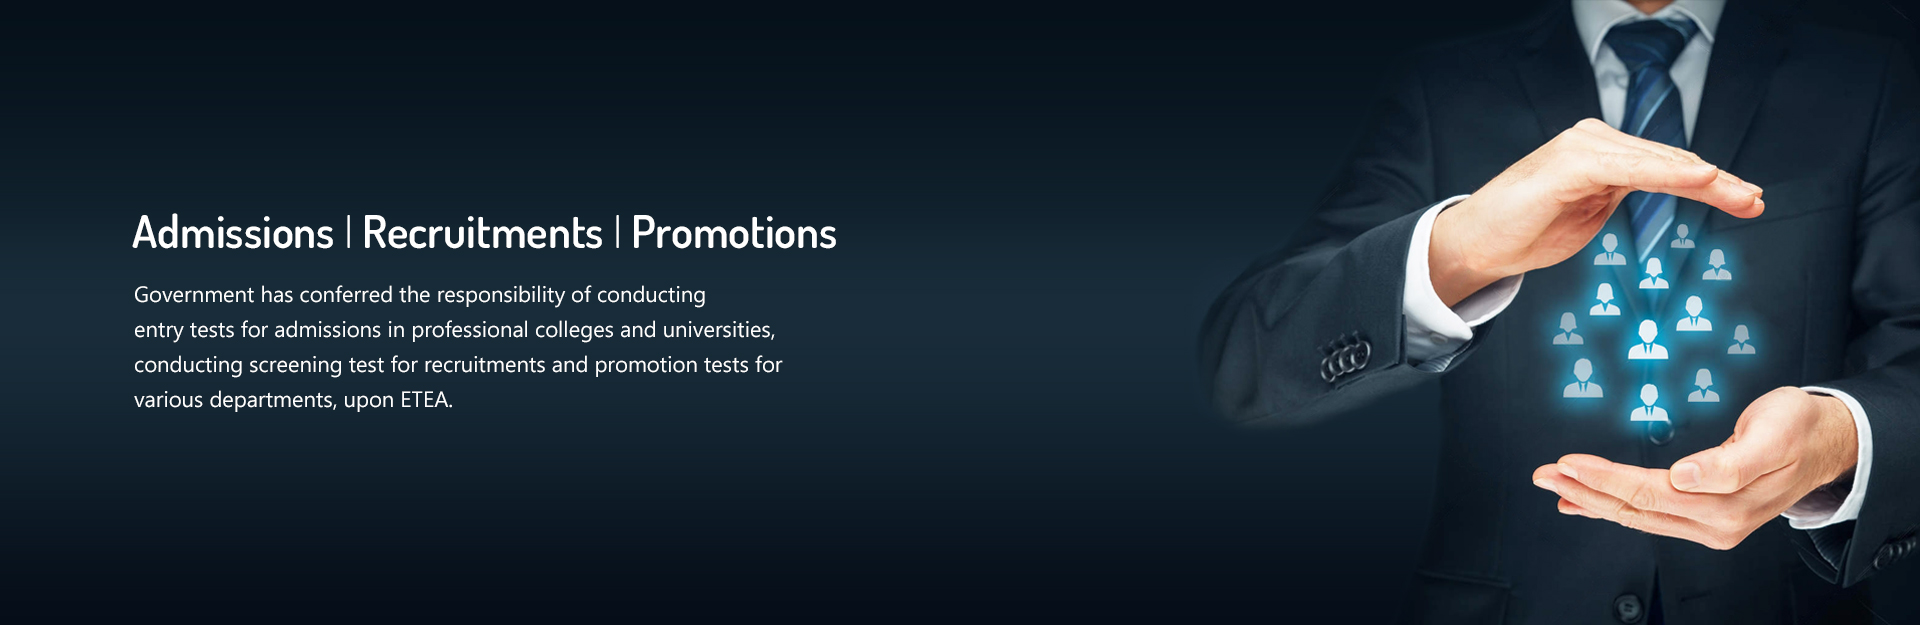 Admissions | Recruitments | Promotions
Government has conferred the responsibility of conducting
entry tests for admissions in professional colleges and universities,
conducting screening test for recruitments and promotion tests for
various departments, upon ETEA.